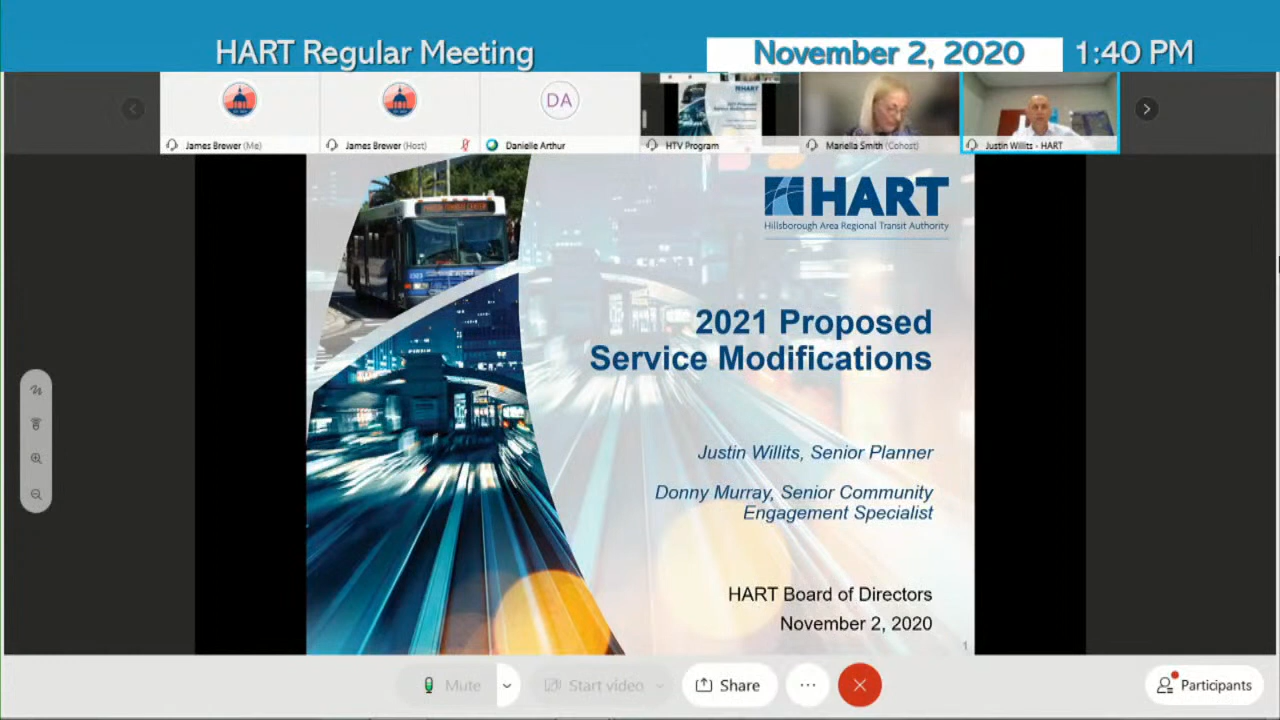 HART Regular Meeting
November 2, 2020
1:40 PM
James Brewer (Me)
James Brewer (Host)
DA
Danielle Arthur
HTV Program
Mariella Smith (Cohost)
Justin Willits - HART
HART
Hillsborough Area Regional Transit Authority
2021 Proposed
Service Modifications
Justin Willits, Senior Planner
Donny Murray, Senior Community
Engagement Specialist
HART Board of Directors
November 2, 2020
1
Mute
Start video
Share
Participants